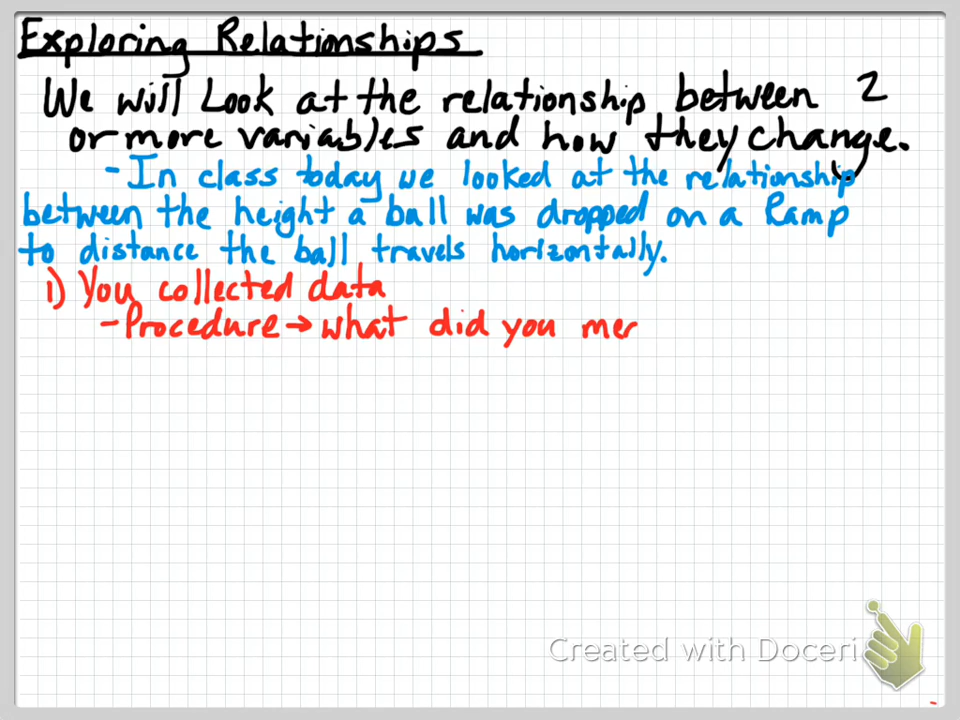 Exploring Relationships
We will Look at the relationship between 2
or more variables and how they change.
- In class today we looked at the relationship
between the height a ball was dropped on a Ramp
to distance the ball travels horizontally.
1) You collected data
- Procedure → what did you mer
Created with Doceri